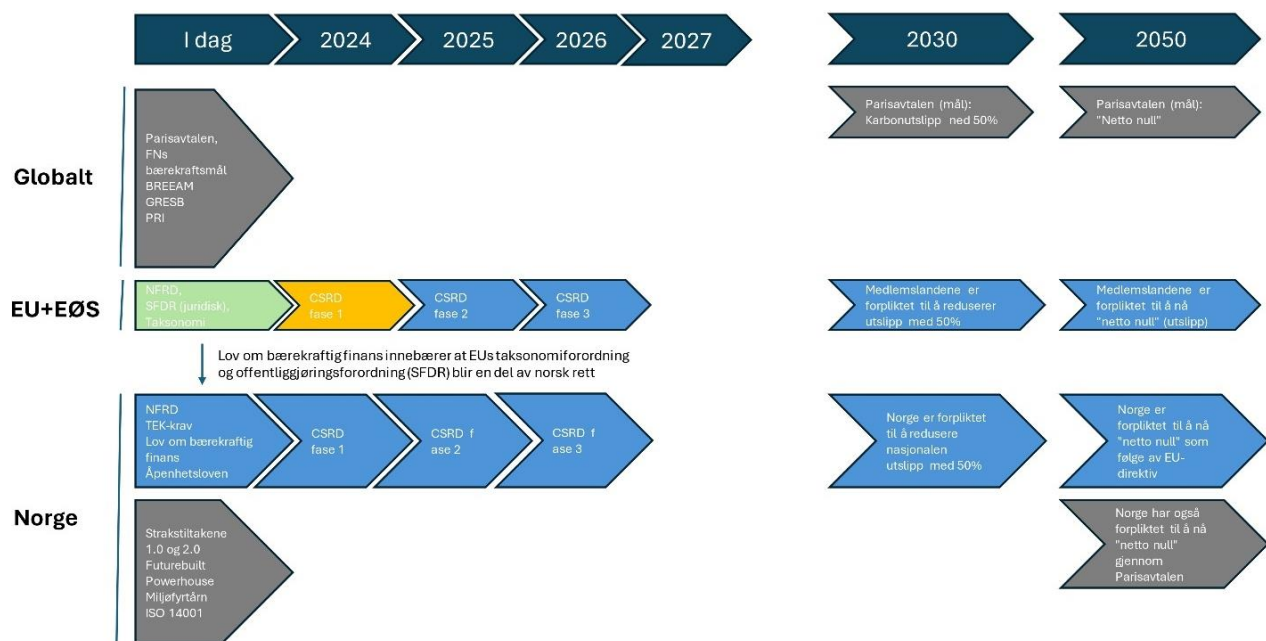 I dag
2024
2025
2026
2027
2030
2050
Globalt
Parisavtalen,
FNs
bærekraftsmål
BREEAM
GRESB
PRI
Parisavtalen (mål):
Karbonutslipp ned 50%
Parisavtalen (mål):
"Netto null"
EU+EØS
NFRD,
SFDR (juridisk),
Taksonomi
CSRD
fase 1
CSRD
fase 2
CSRD
fase 3
Medlemslandene er
forpliktet til å reduserer
utslipp med 50%
Medlemslandene er
forpliktet til å nå
"netto null" (utslipp)
Lov om bærekraftig finans innebærer at EUs taksonomiforordning
og offentliggjøringsforordning (SFDR) blir en del av norsk rett
Norge
NFRD
TEK-krav
Lov om bærekraftig
finans
Åpenhetsloven
CSRD
fase 1
CSRD f
ase 2
CSRD f
ase 3
Norge er forpliktet
til å redusere
nasjonalen
utslipp med 50%
Norge er
forpliktet til å nå
"netto null" som
følge av EU-
direktiv
Strakstiltakene
1.0 og 2.0
Futurebuilt
Powerhouse
Miljøfyrtårn
ISO 14001
Norge har også
forpliktet til å nå
"netto null"
gjennom
Parisavtalen